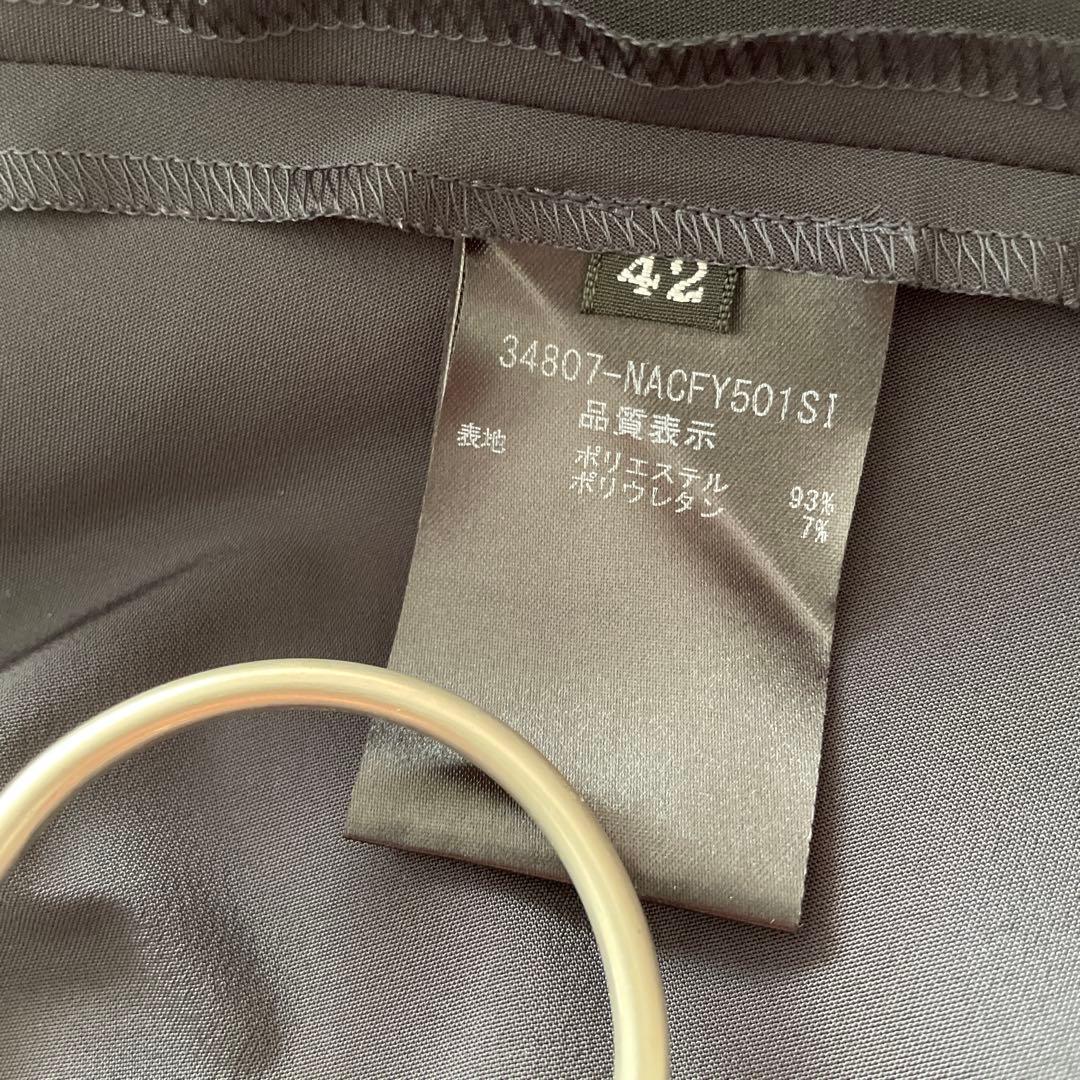 42
34807-NACFY501SI
品質表示
表地 ポリエステル 93%
ポリウレタン 7%